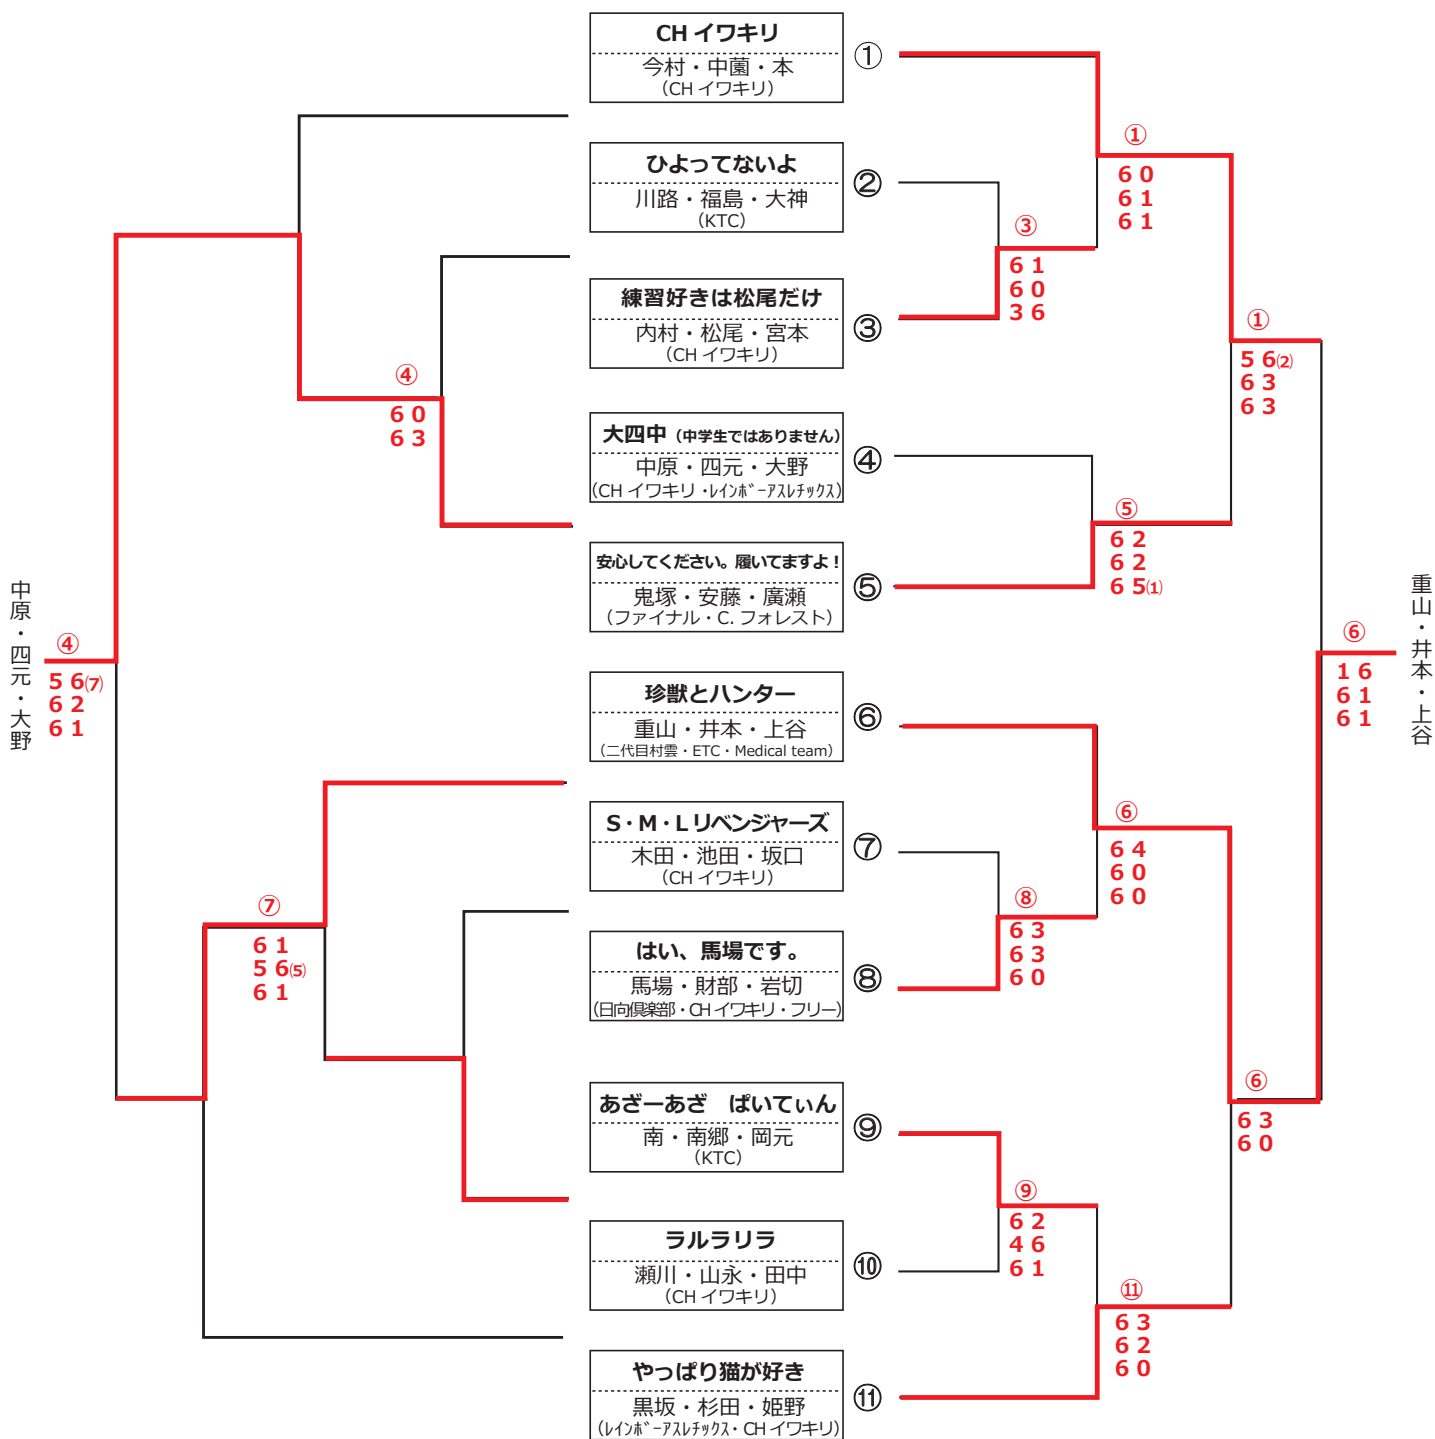 CH イワキリ
今村・中薗・本
（CH イワキリ）
①
ひよってないよ
川路・福島・大神
（KTC）
②
練習好きは松尾だけ
内村・松尾・宮本
（CH イワキリ）
③
大四中（中学生ではありません）
中原・四元・大野
（CH イワキリ・ﾚｲﾝﾎﾞｰｱｽﾚﾁｯｸｽ）
④
安心してください。履いてますよ！
鬼塚・安藤・廣瀬
（ファイナル・C. フォレスト）
⑤
珍獣とハンター
重山・井本・上谷
（二代目村雲・ETC・Medical team）
⑥
S・M・Lリベンジャーズ
木田・池田・坂口
（CH イワキリ）
⑦
はい、馬場です。
馬場・財部・岩切
（日向倶楽部・CH イワキリ・フリー）
⑧
あざーあざ　ぱいてぃん
南・南郷・岡元
（KTC）
⑨
ラルラリラ
瀬川・山永・田中
（CH イワキリ）
⑩
やっぱり猫が好き
黒坂・杉田・姫野
（ﾚｲﾝﾎﾞｰｱｽﾚﾁｯｸｽ・CH イワキリ）
⑪
④
6 0
6 3
中原・四元・大野
④
5 6⑺
6 2
6 1
⑦
6 1
5 6⑸
6 1
①
6 0
6 1
6 1
③
6 1
6 0
3 6
①
5 6⑵
6 3
6 3
⑤
6 2
6 2
6 5⑴
⑥
6 4
6 0
6 0
⑧
6 3
6 3
6 0
⑥
6 3
6 0
⑨
6 2
4 6
6 1
⑪
6 3
6 2
6 0
⑥
1 6
6 1
6 1
重山・井本・上谷